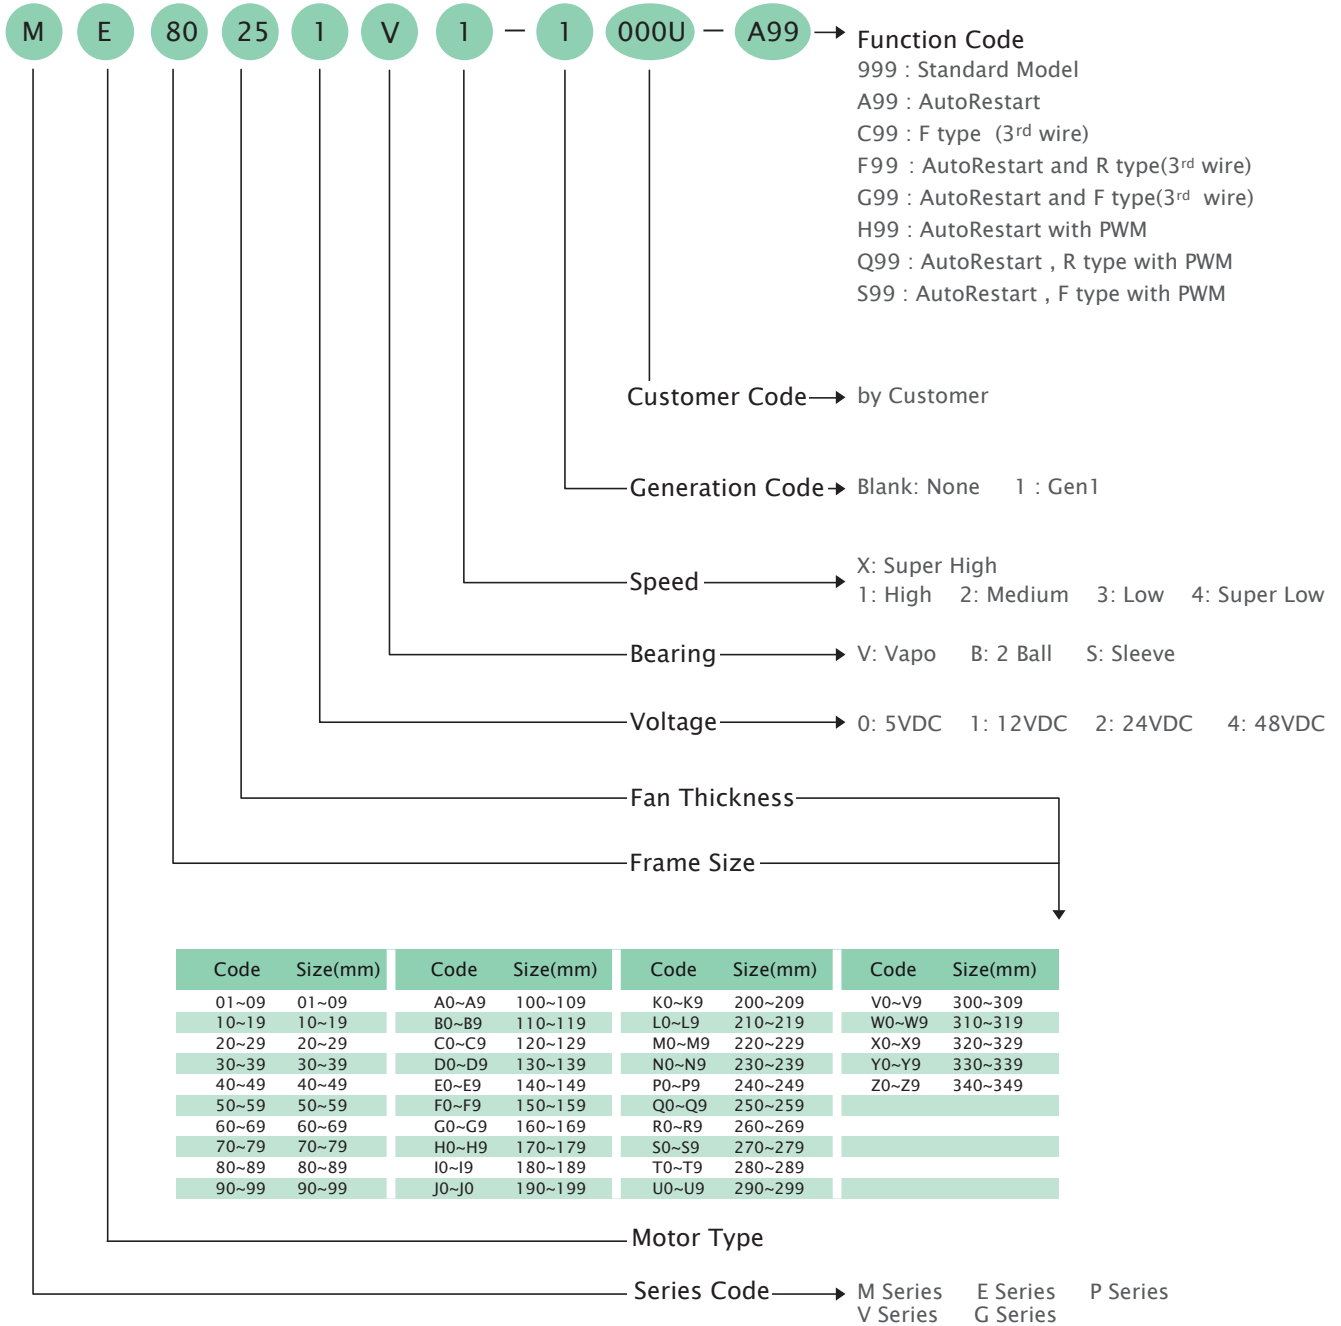 M E 80 25 1 V 1 – 1 000U – A99
Function Code
999 : Standard Model
A99 : AutoRestart
C99 : F type (3rd wire)
F99 : AutoRestart and R type(3rd wire)
G99 : AutoRestart and F type(3rd wire)
H99 : AutoRestart with PWM
Q99 : AutoRestart , R type with PWM
S99 : AutoRestart , F type with PWM
Customer Code by Customer
Generation Code Blank: None 1 : Gen1
Speed
X: Super High
1: High 2: Medium 3: Low 4: Super Low
Bearing V: Vapo B: 2 Ball S: Sleeve
Voltage 0: 5VDC 1: 12VDC 2: 24VDC 4: 48VDC
Fan Thickness
Frame Size
Code Size(mm) Code Size(mm) Code Size(mm) Code Size(mm)
01~09 01~09 A0~A9 100~109 K0~K9 200~209 V0~V9 300~309
10~19 10~19 B0~B9 110~119 L0~L9 210~219 W0~W9 310~319
20~29 20~29 C0~C9 120~129 M0~M9 220~229 X0~X9 320~329
30~39 30~39 D0~D9 130~139 N0~N9 230~239 Y0~Y9 330~339
40~49 40~49 E0~E9 140~149 P0~P9 240~249 Z0~Z9 340~349
50~59 50~59 F0~F9 150~159 Q0~Q9 250~259
60~69 60~69 G0~G9 160~169 R0~R9 260~269
70~79 70~79 H0~H9 170~179 S0~S9 270~279
80~89 80~89 I0~I9 180~189 T0~T9 280~289
90~99 90~99 J0~J0 190~199 U0~U9 290~299
Motor Type
Series Code M Series E Series P Series
V Series G Series